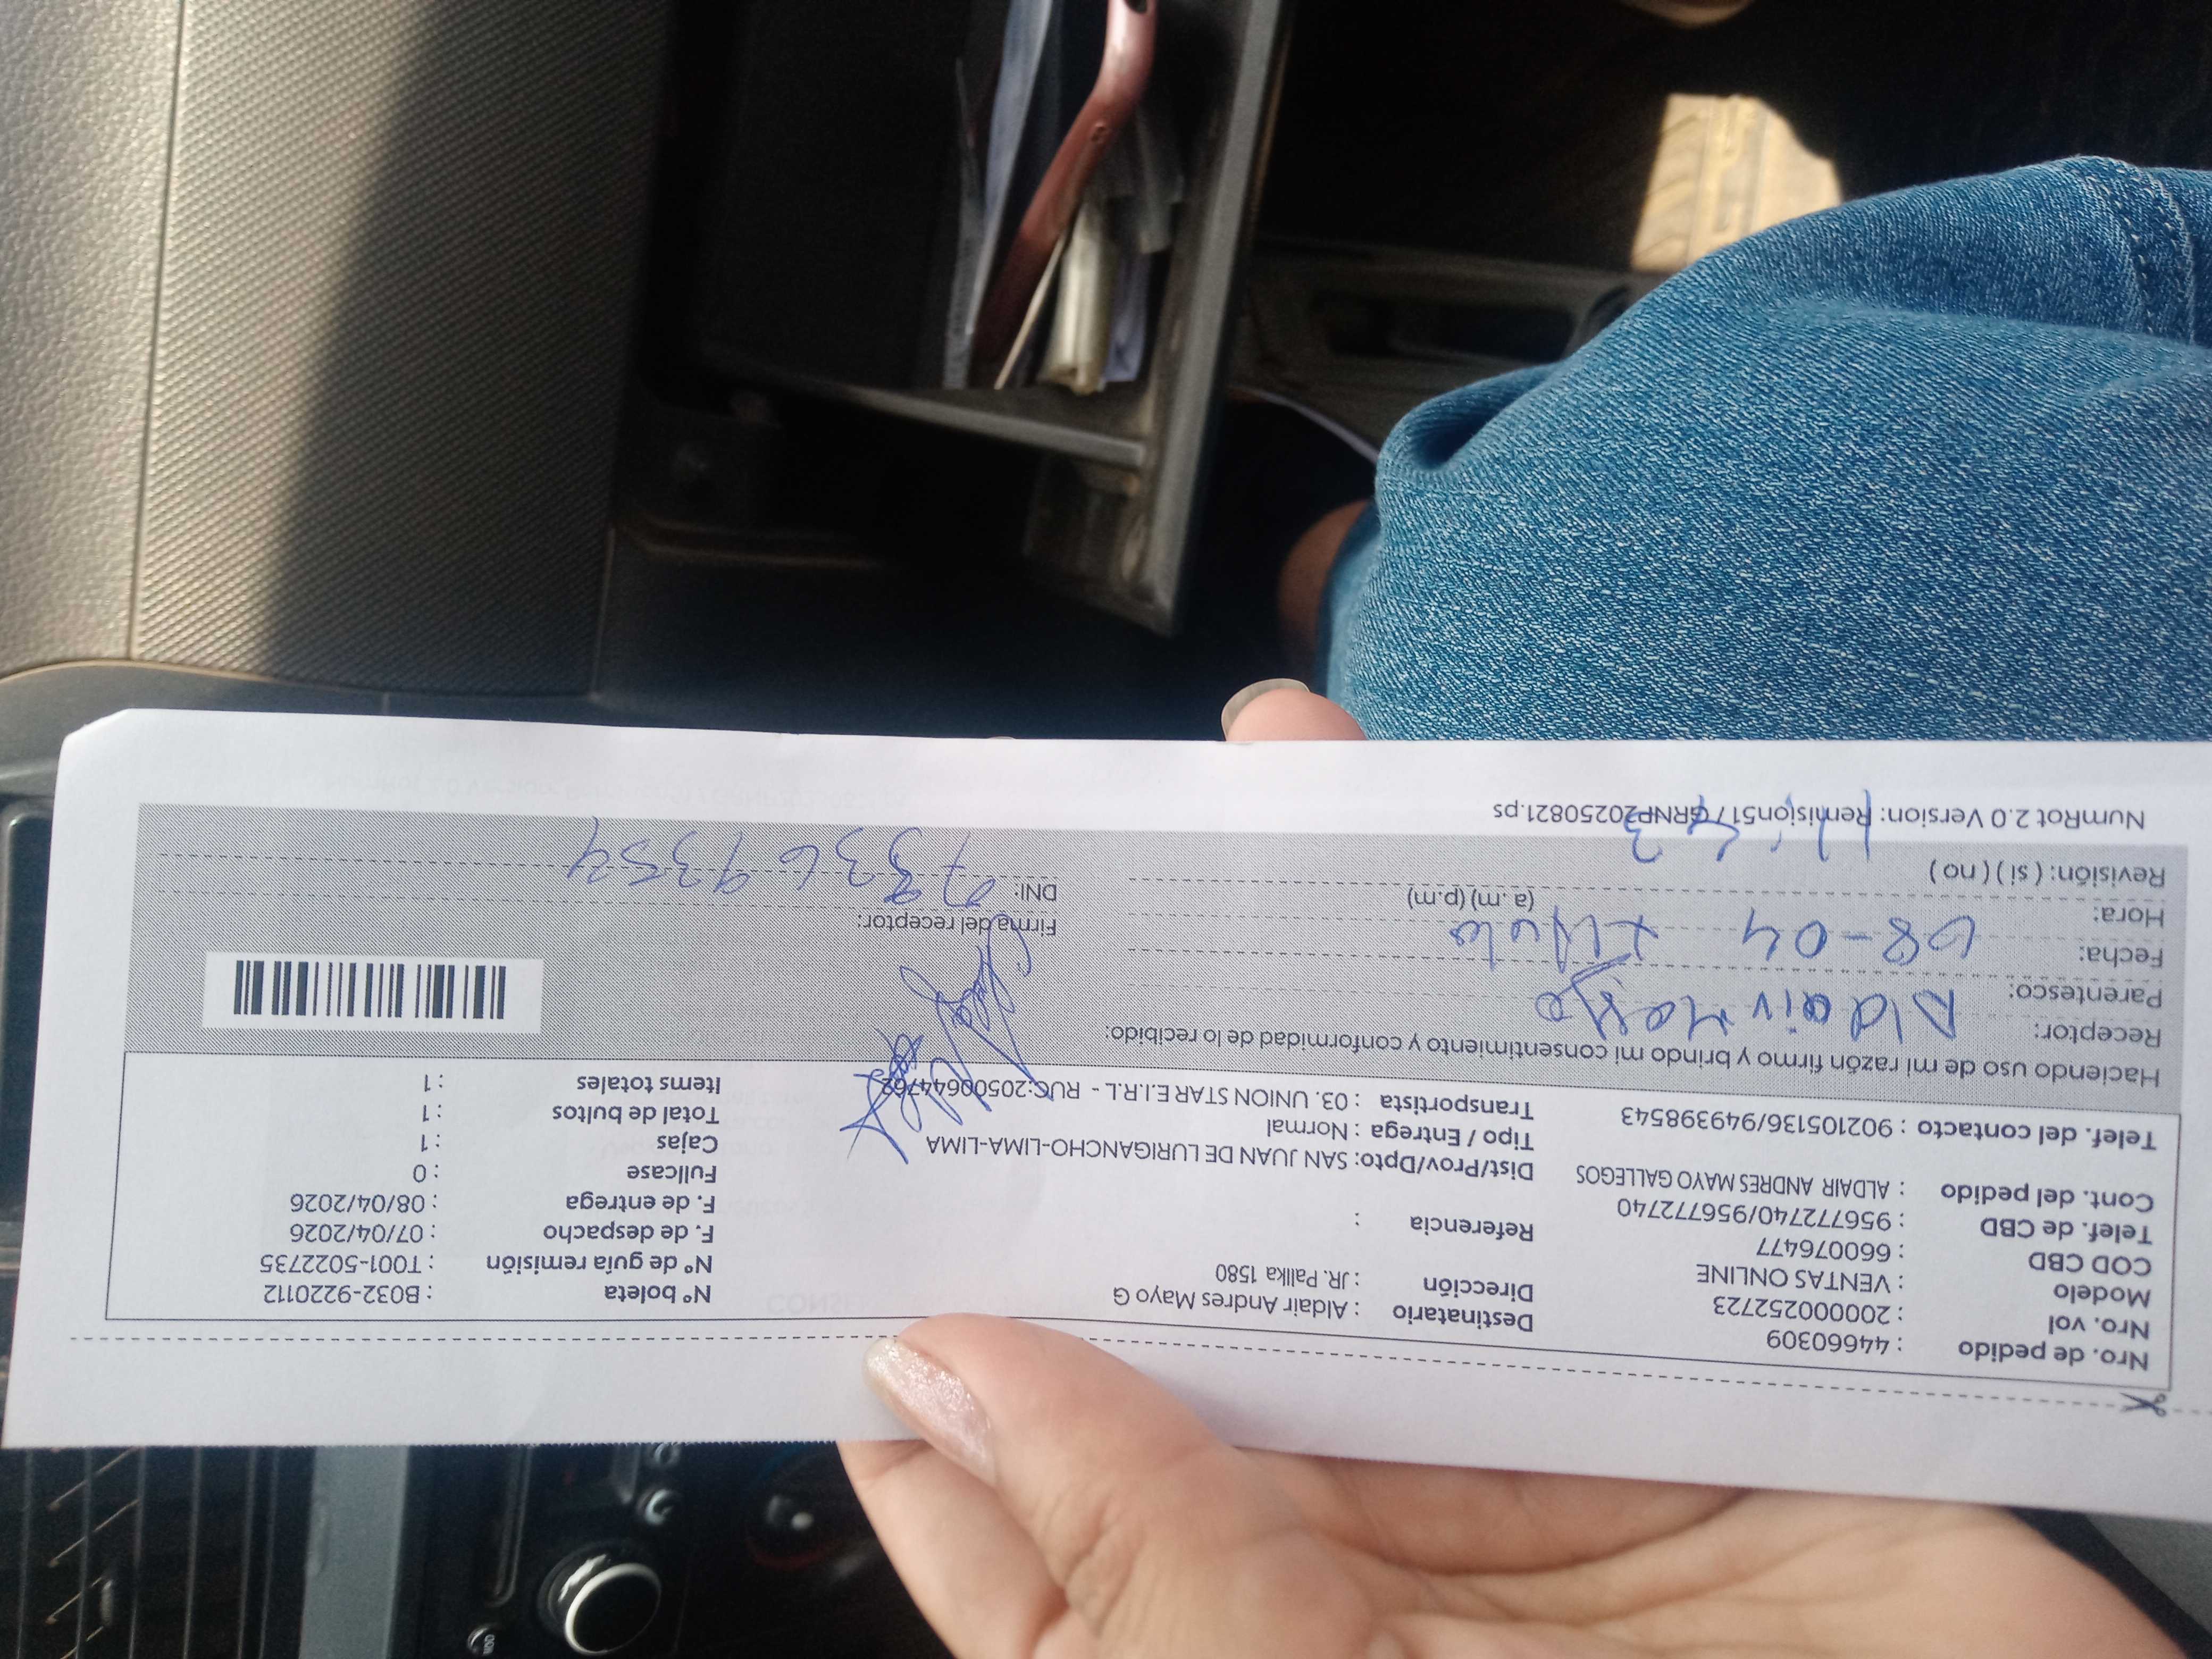 Nro. de pedido : 44660309
Nro. vol : 20000252723
Modelo : VENTAS ONLINE
COD CBD : 660076477
Telef. de CBD : 956772740/956772740
Cont. del pedido : ALDAIR ANDRES MAYO GALLEGOS
Telef. del contacto : 902105136/949398543
Destinatario : Aldair Andres Mayo G
Dirección : JR. Pallka 1580
Referencia :
Dist/Prov/Dpto: SAN JUAN DE LURIGANCHO-LIMA-LIMA
Tipo / Entrega : Normal
Transportista : 03. UNION STAR E.I.R.L - RUC:20500644762
N° boleta : B032-9220112
N° de guía remisión : T001-5022735
F. de despacho : 07/04/2026
F. de entrega : 08/04/2026
Fullcase : 0
Cajas : 1
Total de bultos : 1
Items totales : 1
Haciendo uso de mi razón firmo y brindo mi consentimiento y conformidad de lo recibido:
Receptor: Aldair Mayo
Parentesco:
Fecha: 08-04
Hora: (a.m) (p.m)
Revisión: ( si ) ( no )
Firma del receptor:
DNI:
NumRot 2.0 Version: Remision51 / GRNP20250821.ps